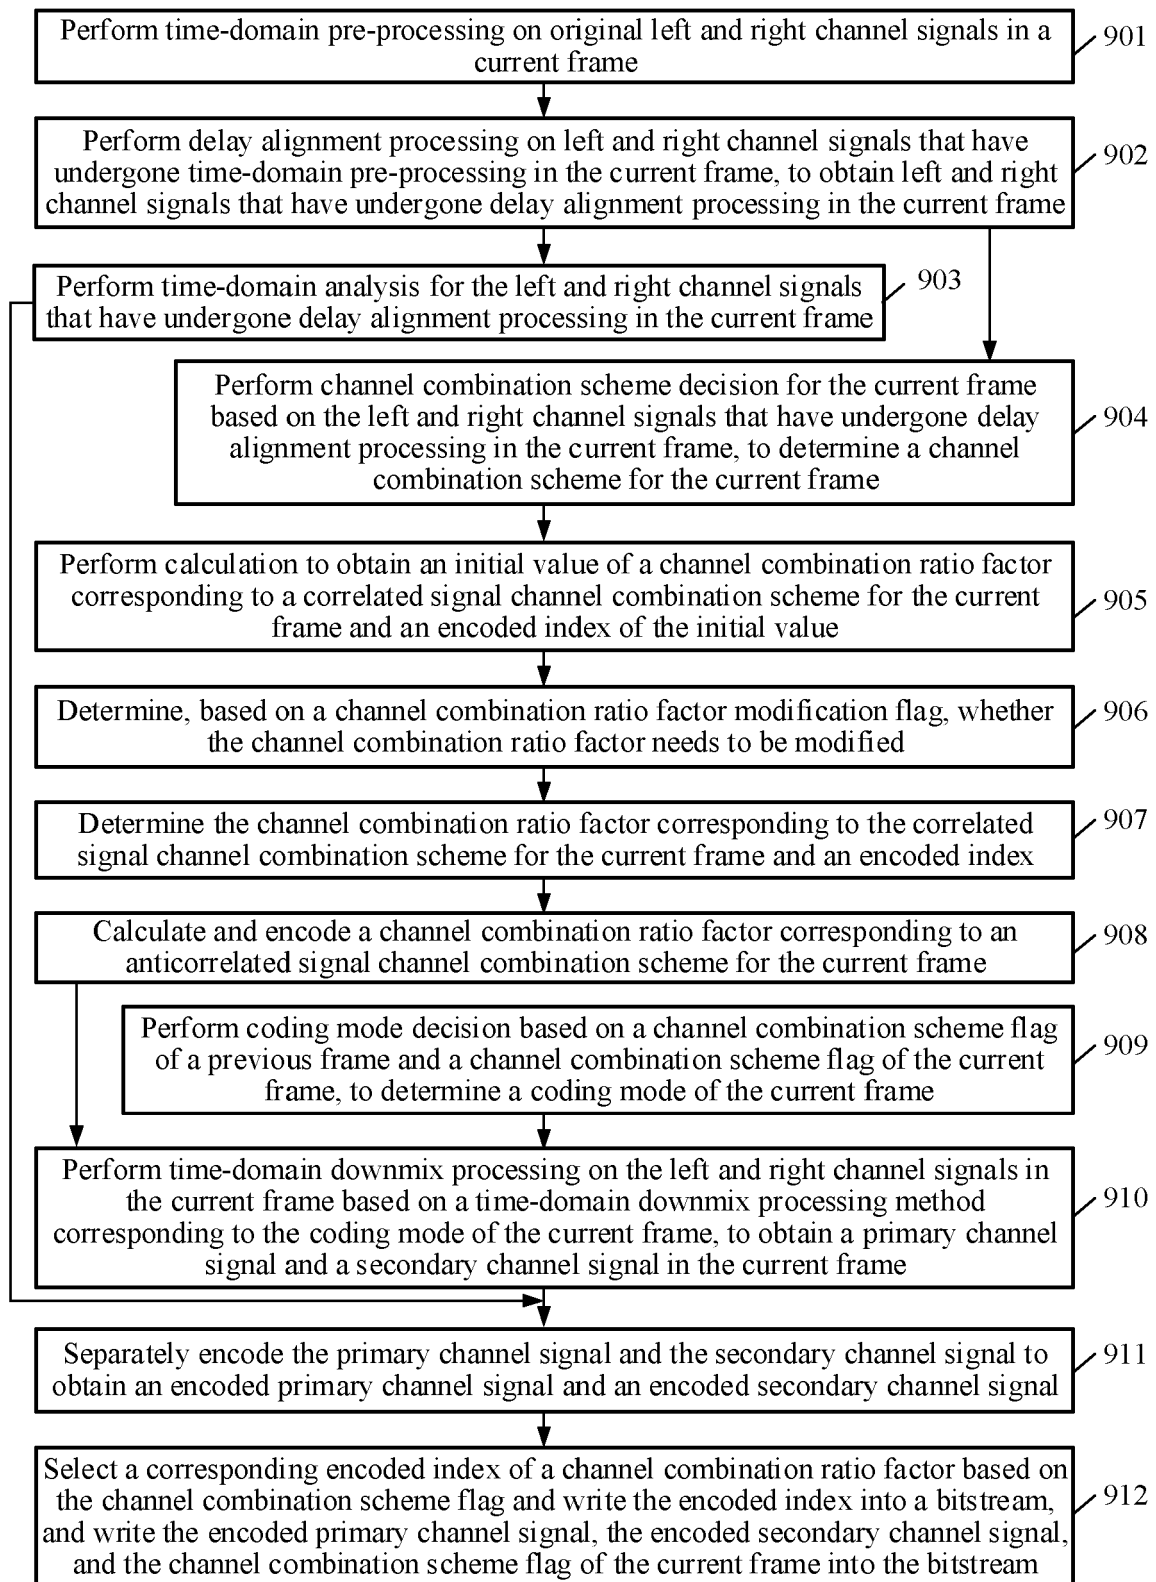 Perform time-domain pre-processing on original left and right channel signals in a
current frame
901
Perform delay alignment processing on left and right channel signals that have
undergone time-domain pre-processing in the current frame, to obtain left and right
channel signals that have undergone delay alignment processing in the current frame
902
Perform time-domain analysis for the left and right channel signals
that have undergone delay alignment processing in the current frame
903
Perform channel combination scheme decision for the current frame
based on the left and right channel signals that have undergone delay
alignment processing in the current frame, to determine a channel
combination scheme for the current frame
904
Perform calculation to obtain an initial value of a channel combination ratio factor
corresponding to a correlated signal channel combination scheme for the current
frame and an encoded index of the initial value
905
Determine, based on a channel combination ratio factor modification flag, whether
the channel combination ratio factor needs to be modified
906
Determine the channel combination ratio factor corresponding to the correlated
signal channel combination scheme for the current frame and an encoded index
907
Calculate and encode a channel combination ratio factor corresponding to an
anticorrelated signal channel combination scheme for the current frame
908
Perform coding mode decision based on a channel combination scheme flag
of a previous frame and a channel combination scheme flag of the current
frame, to determine a coding mode of the current frame
909
Perform time-domain downmix processing on the left and right channel signals in
the current frame based on a time-domain downmix processing method
corresponding to the coding mode of the current frame, to obtain a primary channel
signal and a secondary channel signal in the current frame
910
Separately encode the primary channel signal and the secondary channel signal to
obtain an encoded primary channel signal and an encoded secondary channel signal
911
Select a corresponding encoded index of a channel combination ratio factor based on
the channel combination scheme flag and write the encoded index into a bitstream,
and write the encoded primary channel signal, the encoded secondary channel signal,
and the channel combination scheme flag of the current frame into the bitstream
912